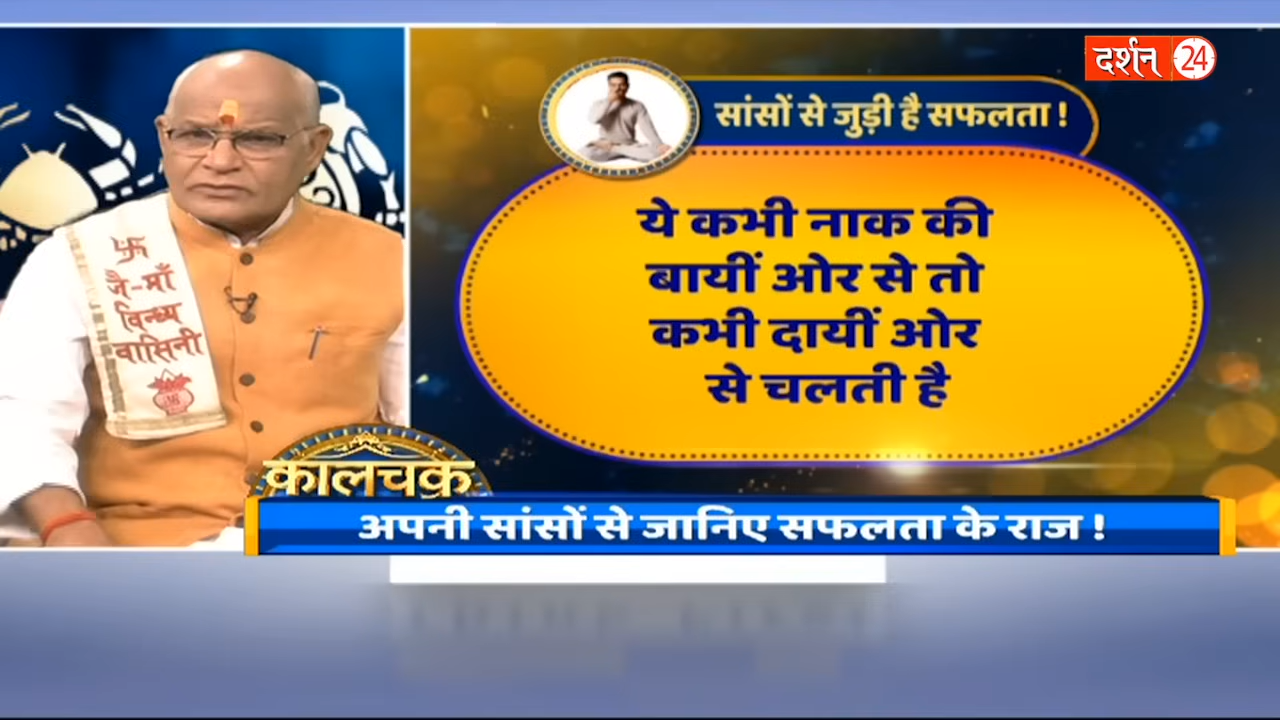 दर्शन 24
सांसों से जुड़ी है सफलता !
ये कभी नाक की
बायीं ओर से तो
कभी दायीं ओर
से चलती है
जै-माँ
विन्ध्य
वासिनी
कालचक्र
अपनी सांसों से जानिए सफलता के राज !